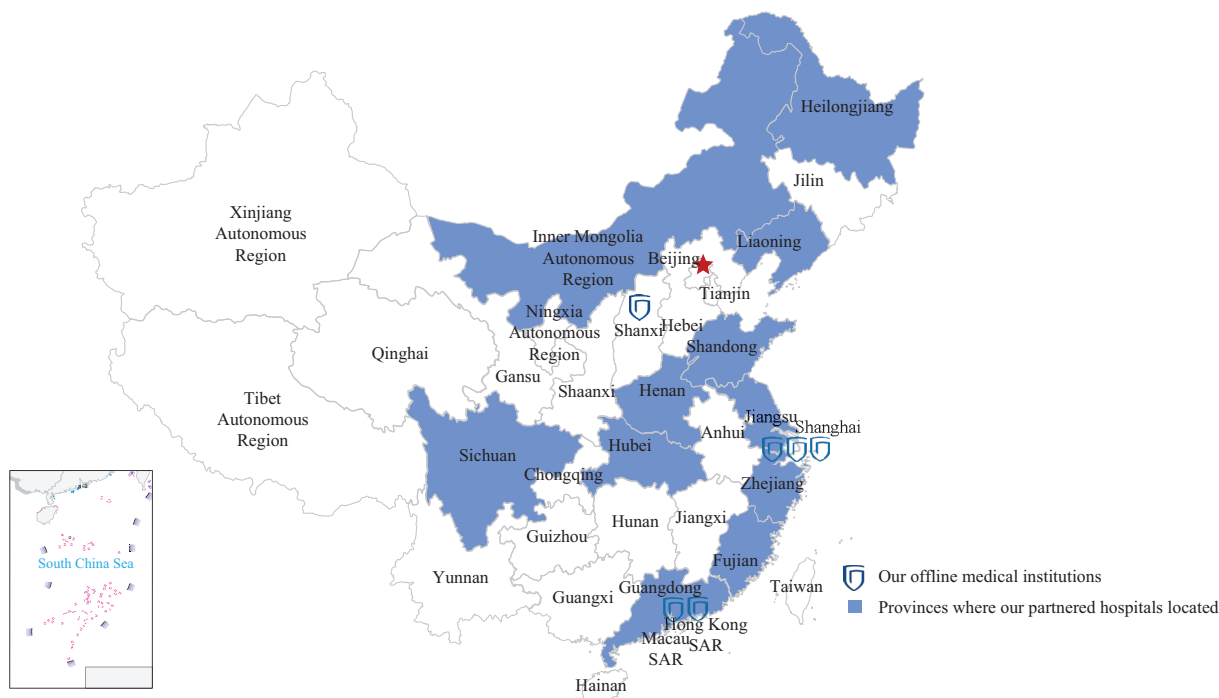 Heilongjiang
Jilin
Xinjiang
Autonomous
Region
Inner Mongolia
Autonomous
Region
Liaoning
Beijing
Tianjin
Ningxia
Autonomous
Region
Shanxi
Hebei
Shandong
Qinghai
Gansu
Shaanxi
Henan
Tibet
Autonomous
Region
Jiangsu
Shanghai
Anhui
Hubei
Sichuan
Chongqing
Zhejiang
Hunan
Jiangxi
Guizhou
Fujian
South China Sea
Yunnan
Guangxi
Guangdong
Taiwan
Hong Kong
SAR
Macau
SAR
Hainan
Our offline medical institutions
Provinces where our partnered hospitals located